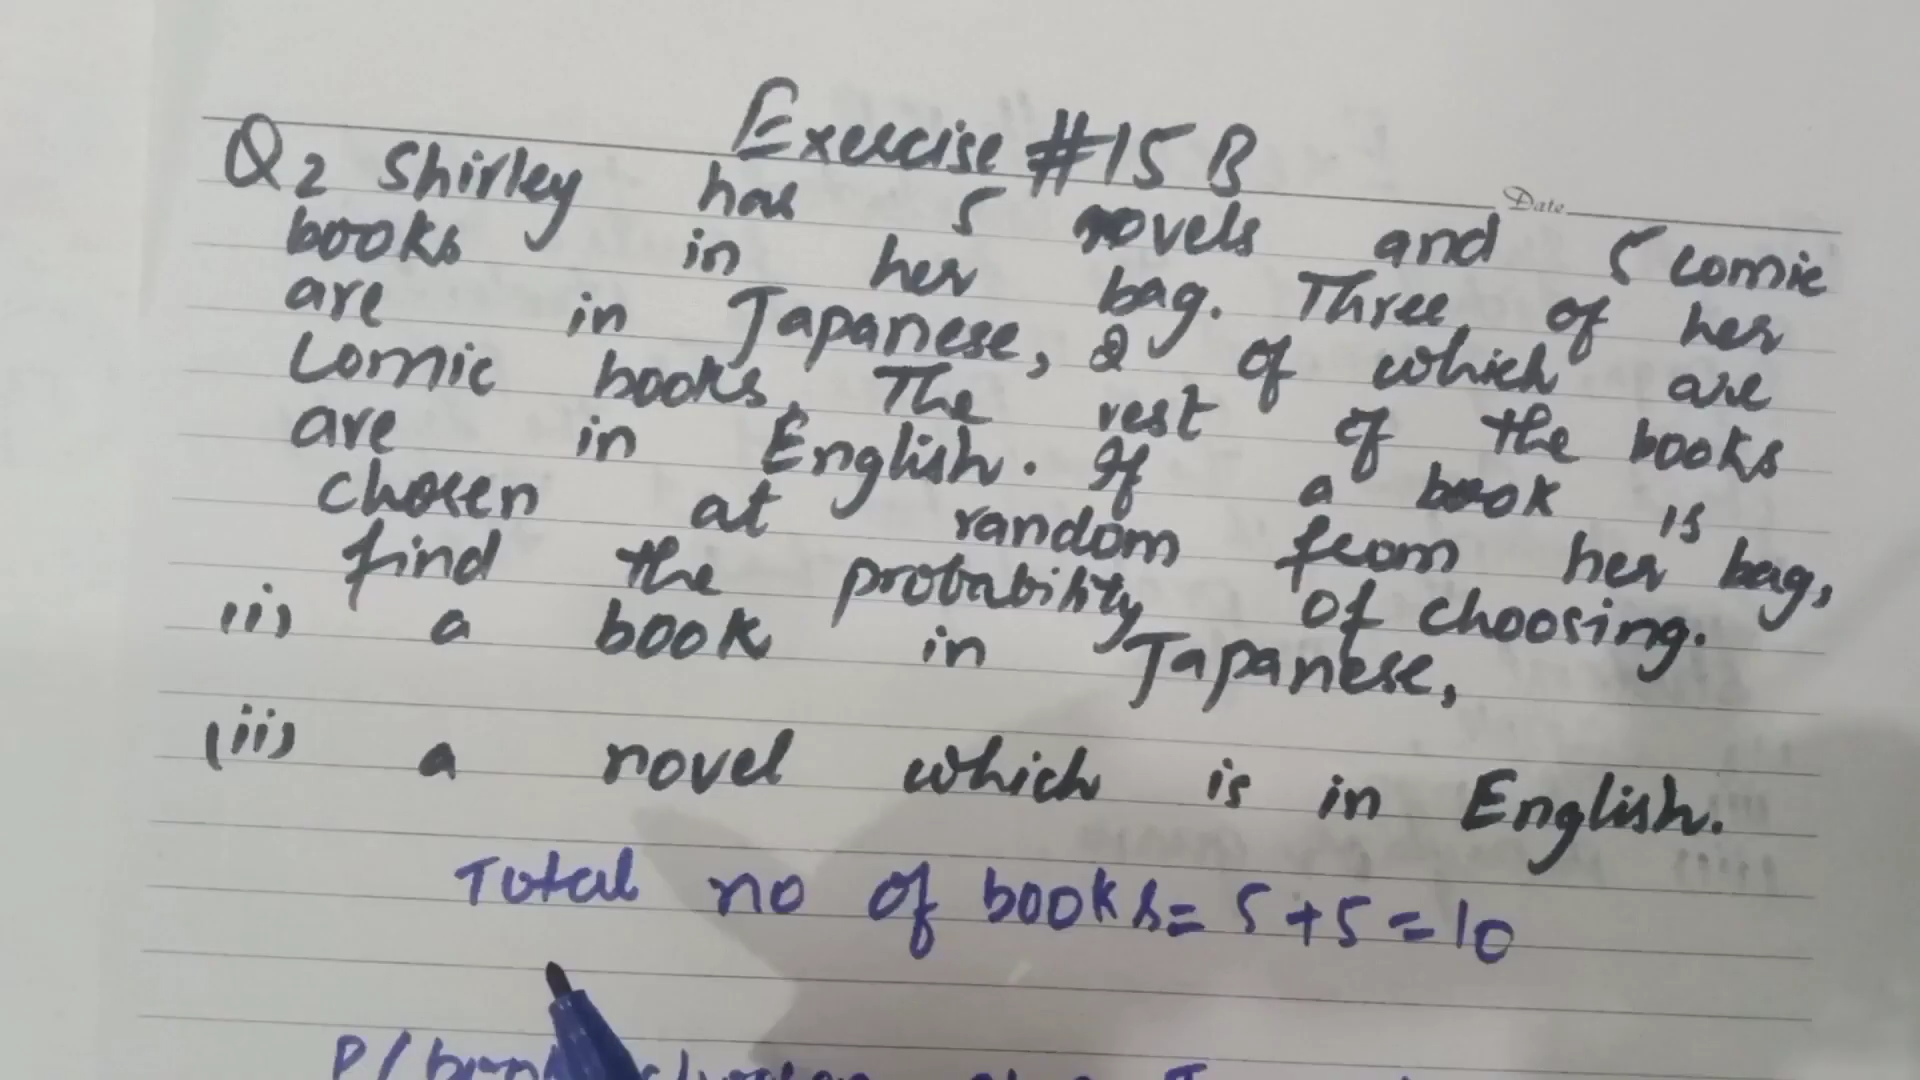 Exercise #15 B
Date
Q2 Shirley has 5 novels and 5 comic
books in her bag. Three of her
are in Japanese, 2 of which are
comic books. The rest of the books
are in English. If a book is
chosen at random from her bag,
find the probability of choosing.
(i) a book in Japanese,
(ii) a novel which is in English.
Total no of books = 5+5=10